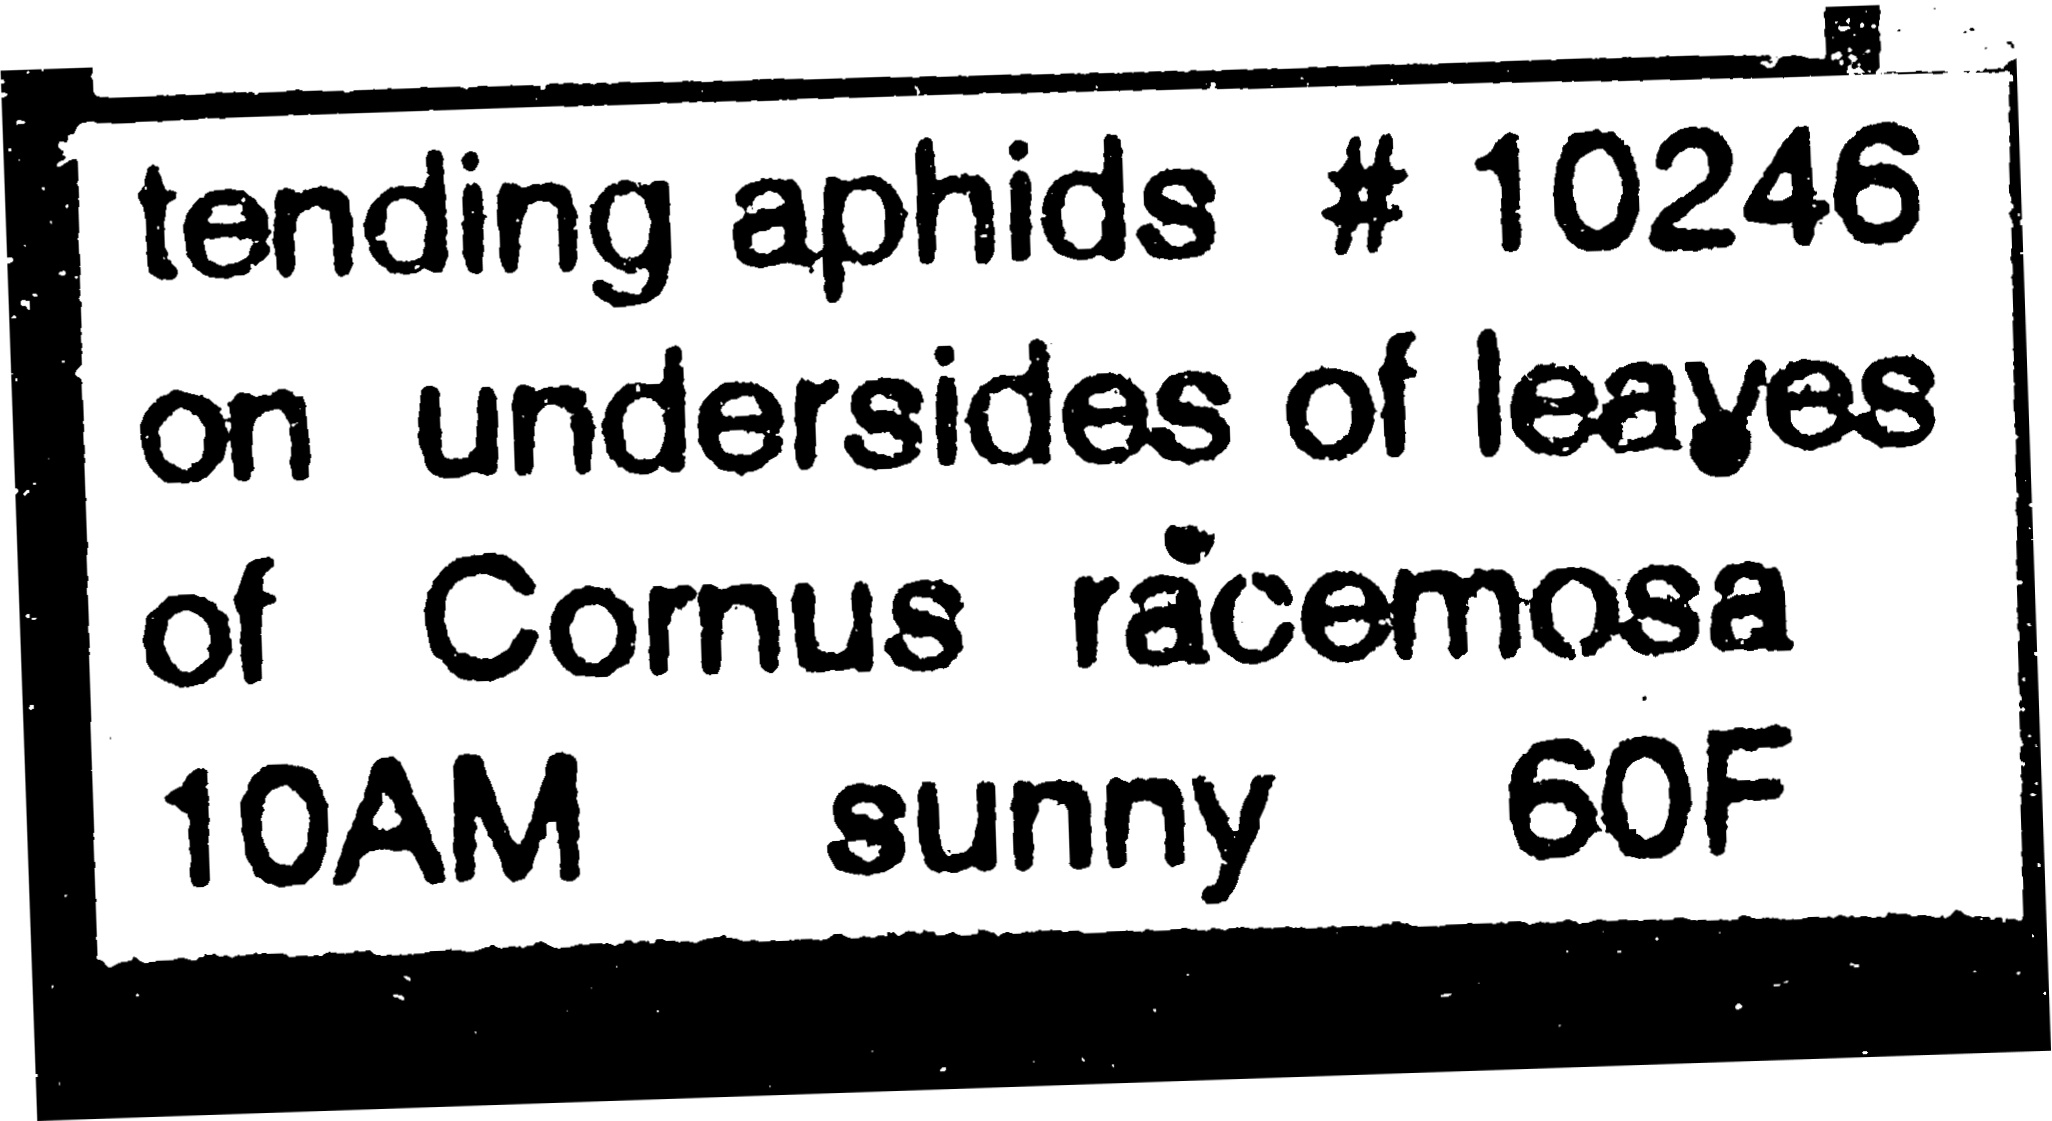 tending aphids # 10246
on undersides of leaves
of Cornus racemosa
10AM sunny 60F